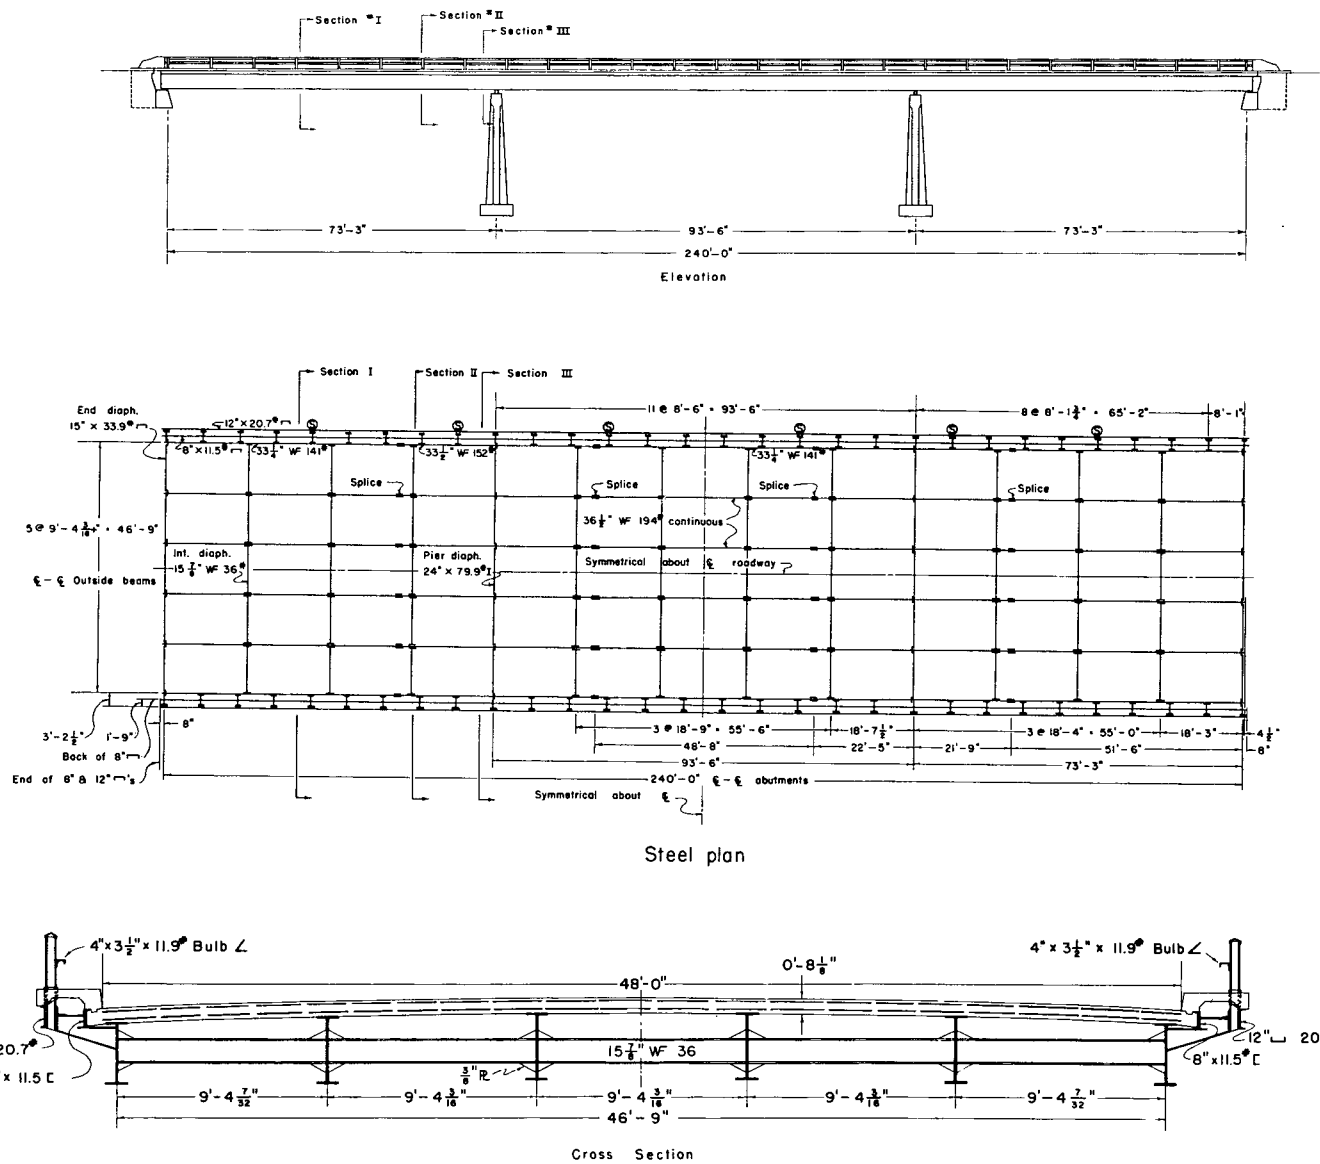 Section #I
Section #II
Section #III
73'-3"
93'-6"
73'-3"
240'-0"
Elevation
Section I
Section II
Section III
11 @ 8'-6" = 93'-6"
8 @ 8'-1 3/4" = 65'-2"
8'-1"
End diaph.
15" X 33.9# ⊐
12" X 20.7# ⊐
S
S
S
S
S
S
8" X 11.5# ⊐
33 1/4" WF 141#
33 1/2" WF 152#
33 1/4" WF 141#
Splice
Splice
Splice
Splice
36 1/2" WF 194# continuous
5 @ 9'-4 3/16+" = 46'-9"
℄-℄ Outside beams
Int. diaph.
15 7/8" WF 36#
Pier diaph.
24" X 79.9# I
Symmetrical about ℄ roadway
8"
3'-2 1/2"
1'-9"
Back of 8" ⊐
End of 8" & 12" ⊐'s
3 @ 18'-9" = 55'-6"
18'-7 1/2"
3 @ 18'-4" = 55'-0"
18'-3"
4 1/2"
48'-8"
22'-5"
21'-9"
51'-6"
8"
93'-6"
73'-3"
240'-0" ℄-℄ abutments
Symmetrical about ℄
Steel plan
4" x 3 1/2" x 11.9# Bulb ∠
4" x 3 1/2" x 11.9# Bulb ∠
0'-8 1/8"
48'-0"
20.7#
" x 11.5 [
15 7/8" WF 36
3/8" PL
12" ⊔ 20
8" x 11.5# [
9'-4 7/32"
9'-4 3/16"
9'-4 3/16"
9'-4 3/16"
9'-4 7/32"
46'-9"
Cross Section